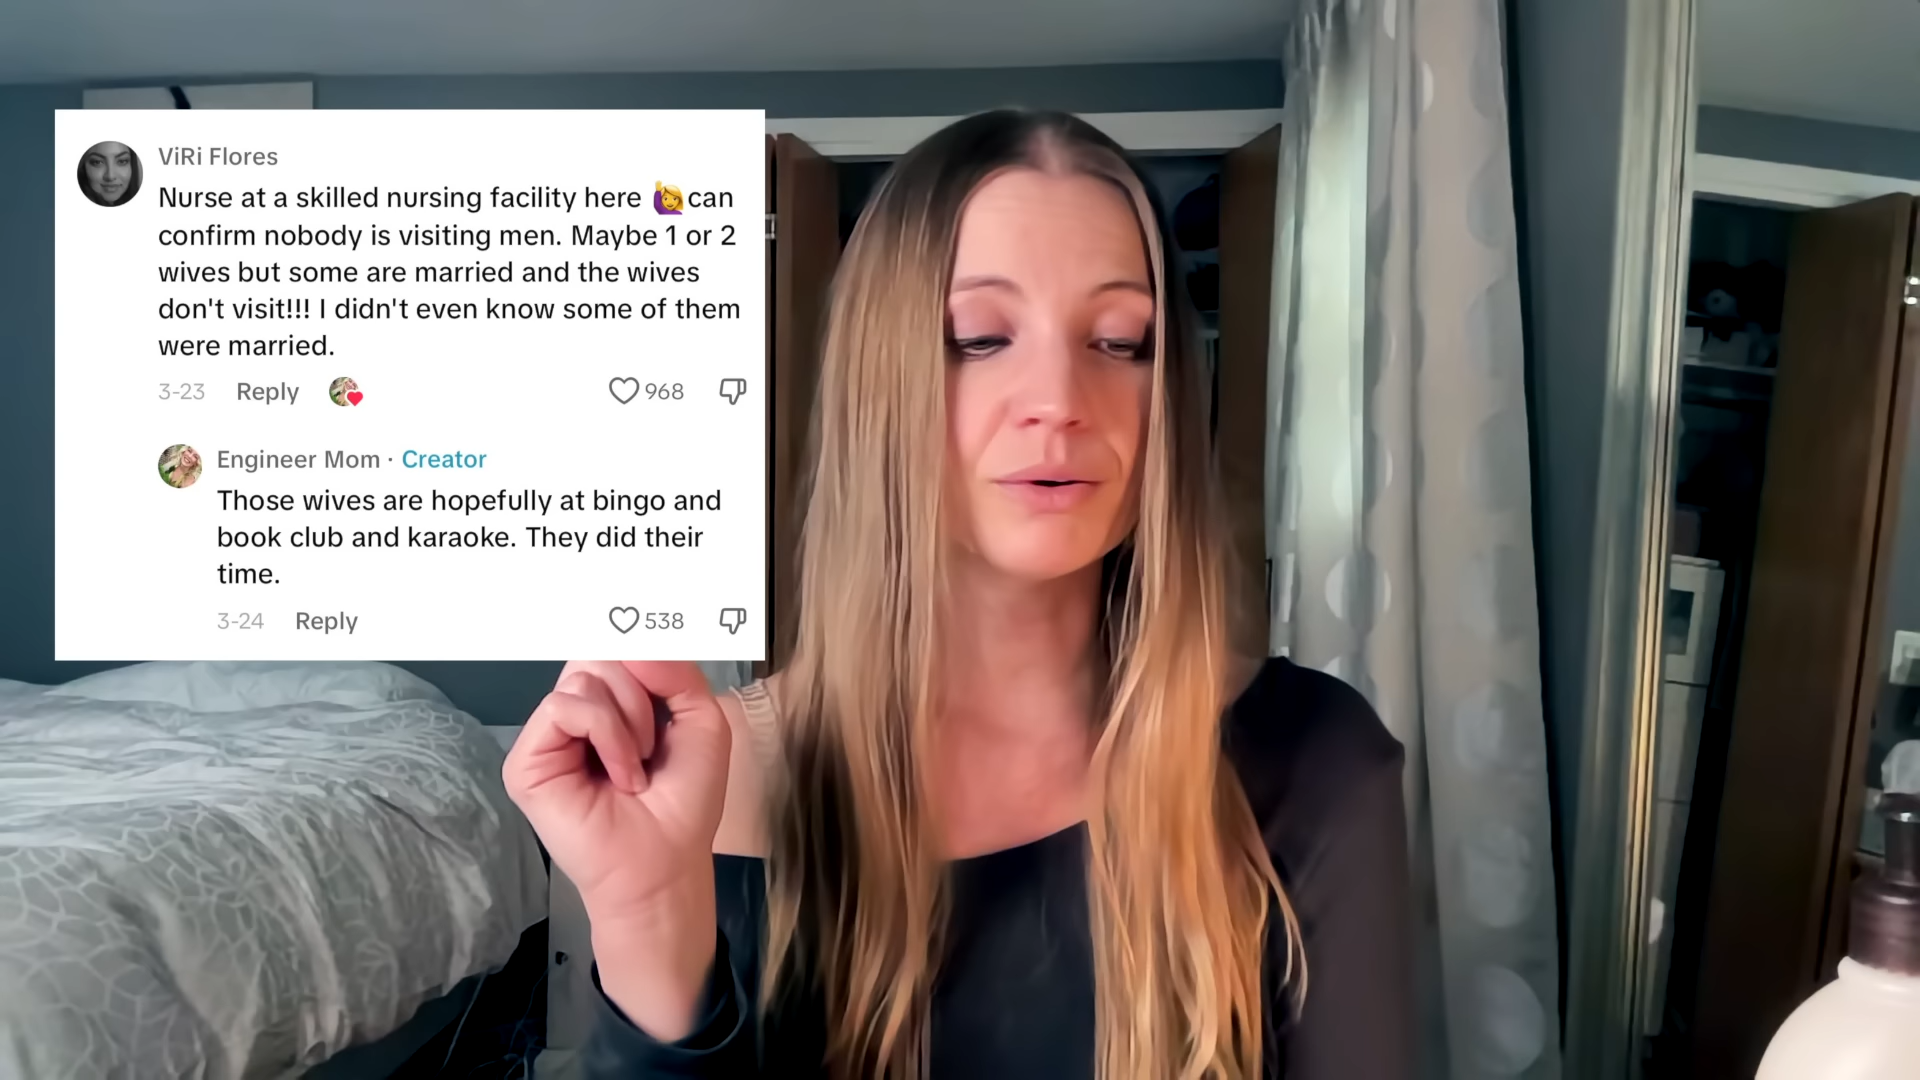 ViRi Flores
Nurse at a skilled nursing facility here 🙋‍♀️can
confirm nobody is visiting men. Maybe 1 or 2
wives but some are married and the wives
don't visit!!! I didn't even know some of them
were married.
3-23 Reply 968
Engineer Mom · Creator
Those wives are hopefully at bingo and
book club and karaoke. They did their
time.
3-24 Reply 538